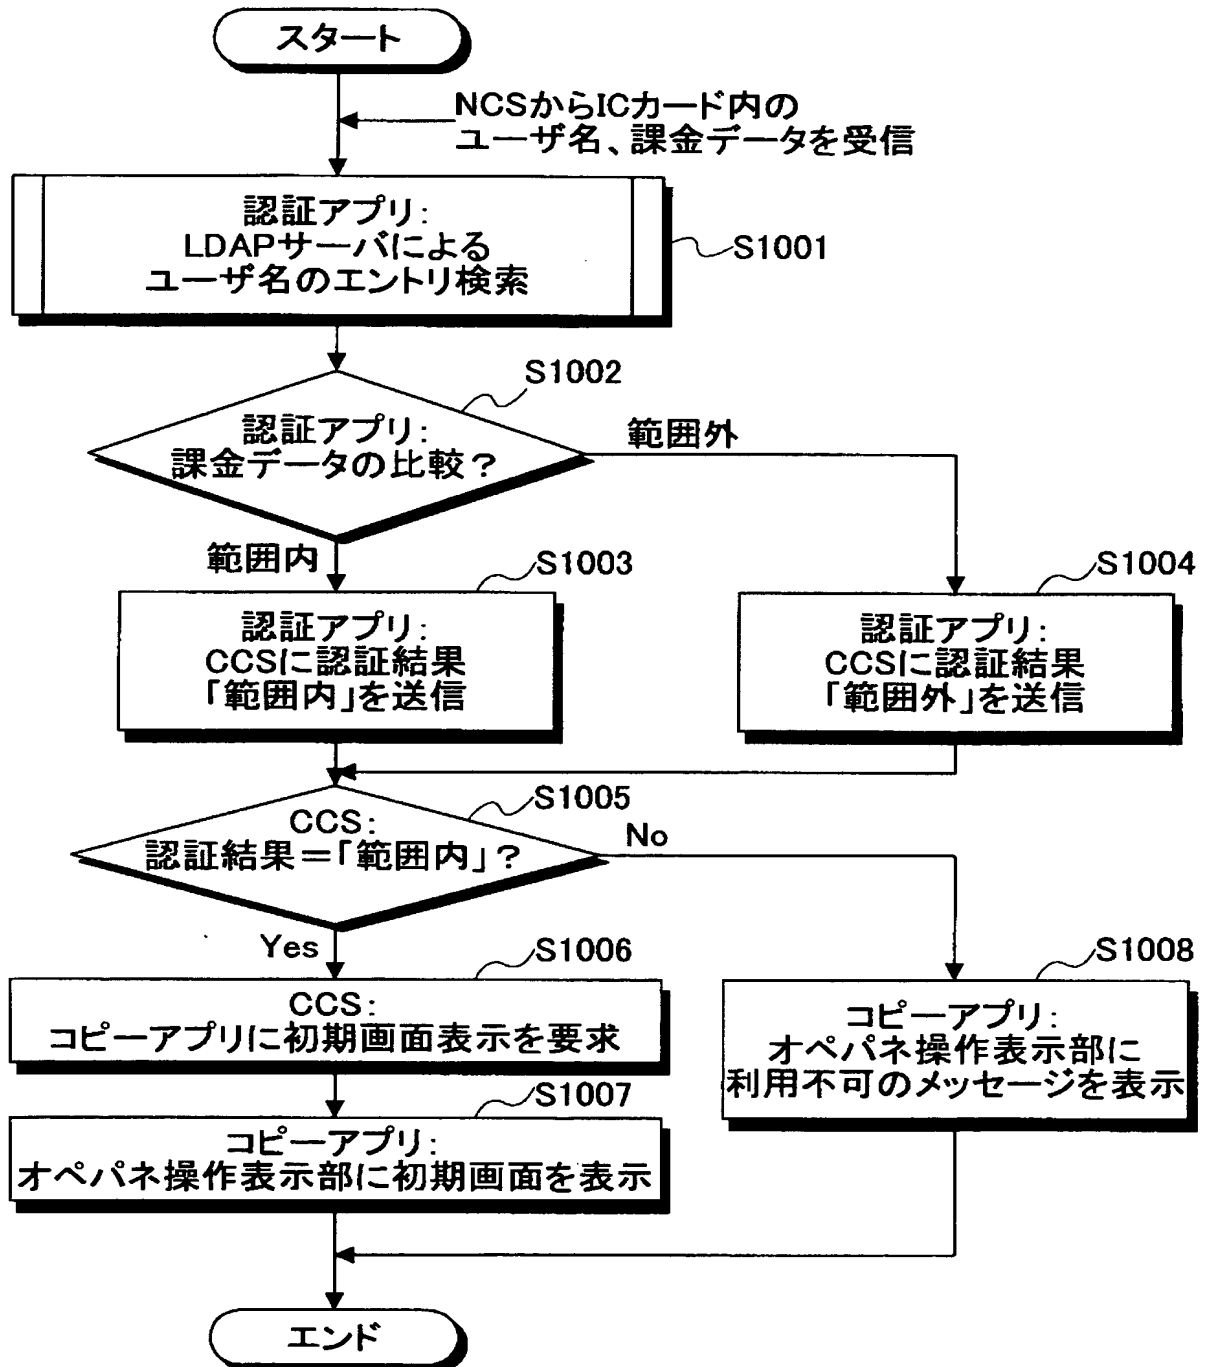 スタート
NCSからICカード内の
ユーザ名、課金データを受信
認証アプリ:
LDAPサーバによる
ユーザ名のエントリ検索
S1001
S1002
認証アプリ:
課金データの比較?
範囲外
範囲内
S1003
S1004
認証アプリ:
CCSに認証結果
「範囲内」を送信
認証アプリ:
CCSに認証結果
「範囲外」を送信
S1005
CCS:
認証結果=「範囲内」?
No
Yes
S1006
S1008
CCS:
コピーアプリに初期画面表示を要求
コピーアプリ:
オペパネ操作表示部に
利用不可のメッセージを表示
S1007
コピーアプリ:
オペパネ操作表示部に初期画面を表示
エンド